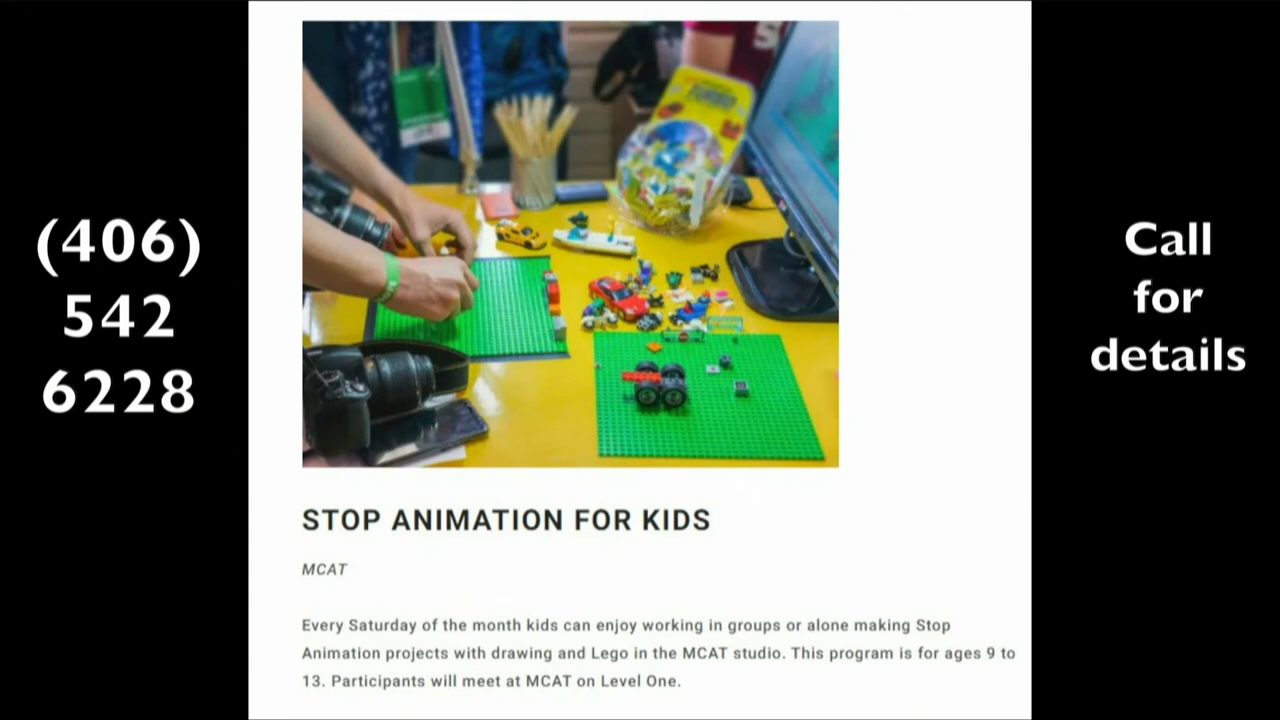 (406)
542
6228
Call
for
details
STOP ANIMATION FOR KIDS
MCAT
Every Saturday of the month kids can enjoy working in groups or alone making Stop
Animation projects with drawing and Lego in the MCAT studio. This program is for ages 9 to
13. Participants will meet at MCAT on Level One.